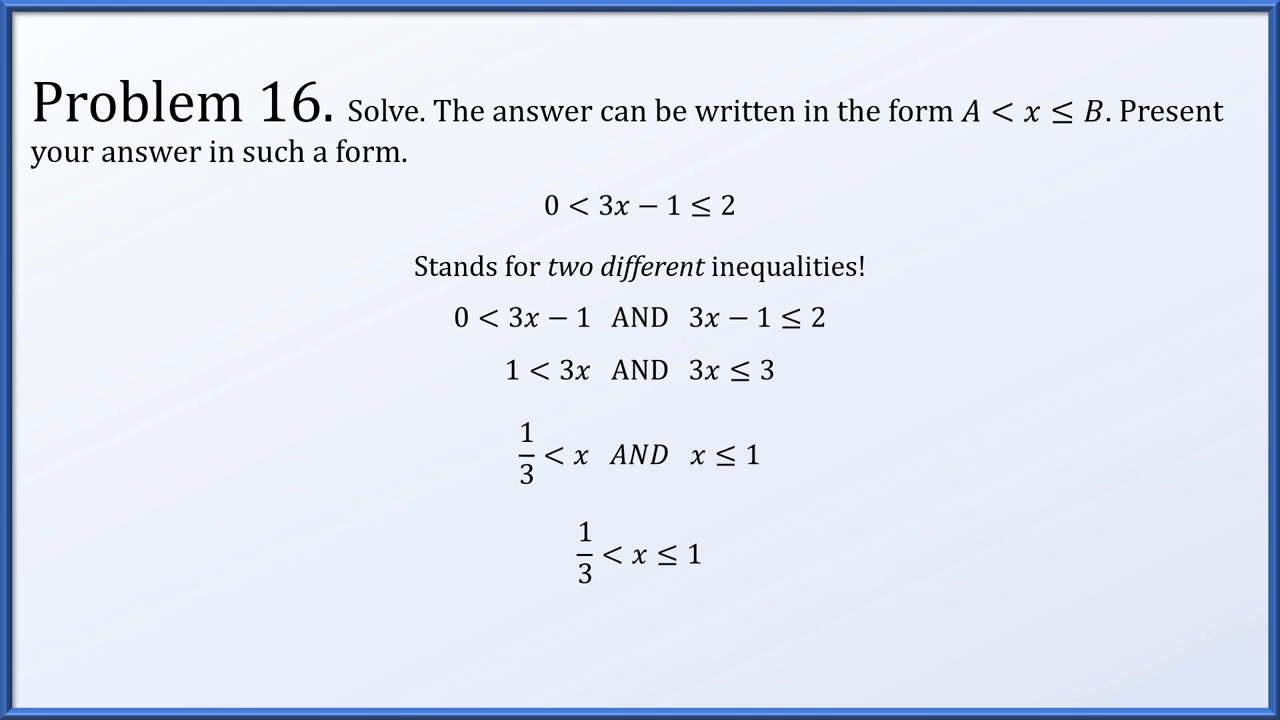 Problem 16. Solve. The answer can be written in the form A < x ≤ B. Present
your answer in such a form.
0 < 3x − 1 ≤ 2
Stands for two different inequalities!
0 < 3x − 1 AND 3x − 1 ≤ 2
1 < 3x AND 3x ≤ 3
1/3 < x AND x ≤ 1
1/3 < x ≤ 1